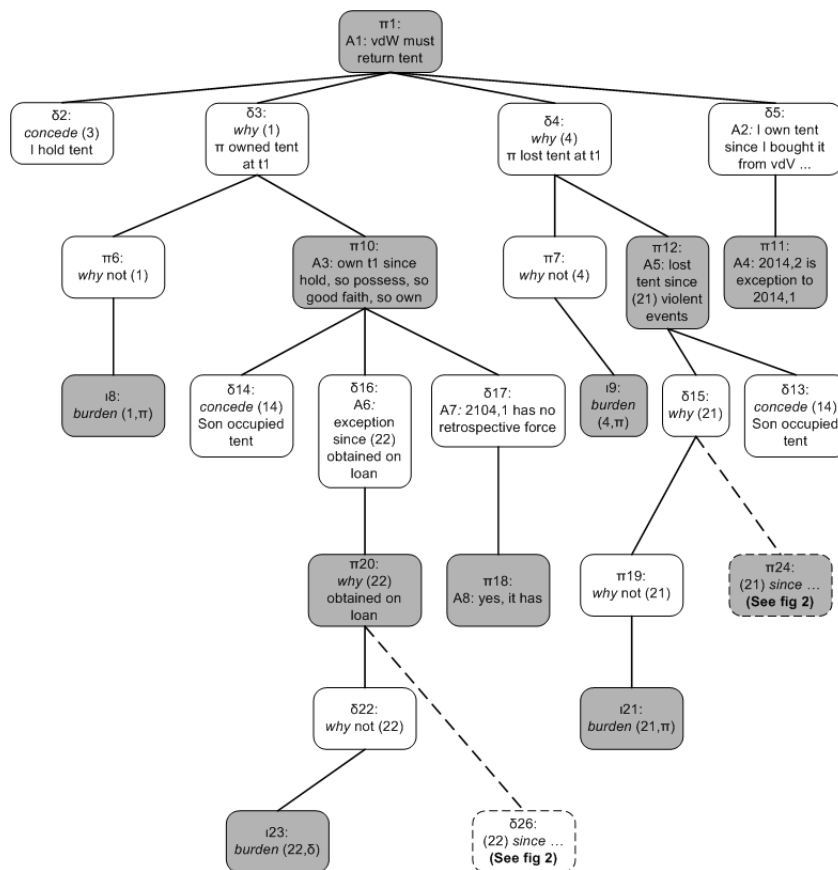 π1:
A1: vdW must
return tent
δ2:
concede (3)
I hold tent
δ3:
why (1)
π owned tent
at t1
δ4:
why (4)
π lost tent at t1
δ5:
A2: I own tent
since I bought it
from vdV ...
π6:
why not (1)
π10:
A3: own t1 since
hold, so possess, so
good faith, so own
π7:
why not (4)
π12:
A5: lost
tent since
(21) violent
events
π11:
A4: 2014,2 is
exception to
2014,1
ι8:
burden (1,π)
δ14:
concede (14)
Son occupied
tent
δ16:
A6:
exception
since (22)
obtained on
loan
δ17:
A7: 2104,1 has no
retrospective force
ι9:
burden
(4,π)
δ15:
why (21)
δ13:
concede (14)
Son occupied
tent
π20:
why (22)
obtained on
loan
π18:
A8: yes, it has
π19:
why not (21)
π24:
(21) since ...
(See fig 2)
δ22:
why not (22)
ι21:
burden (21,π)
ι23:
burden (22,δ)
δ26:
(22) since ...
(See fig 2)